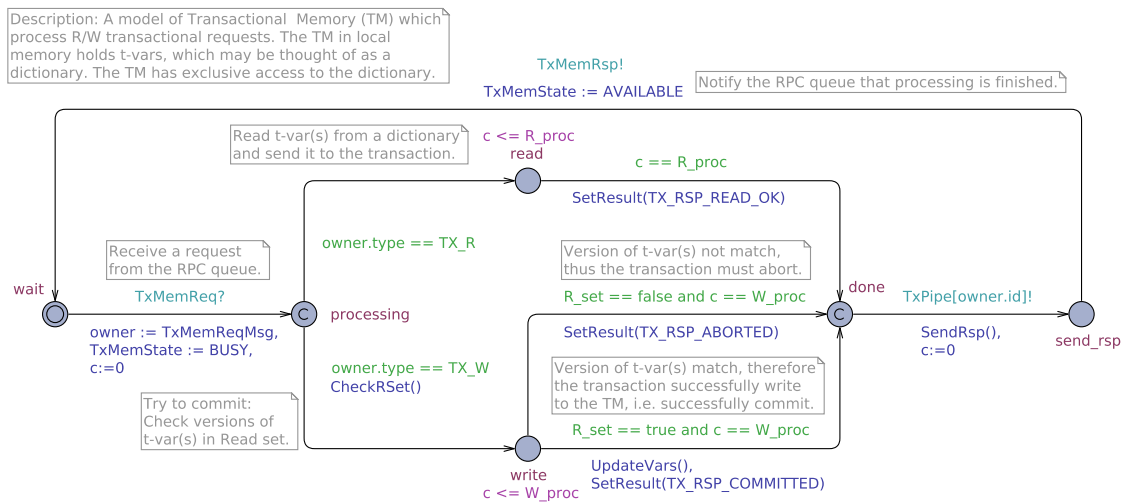 Description: A model of Transactional  Memory (TM) which
process R/W transactional requests. The TM in local
memory holds t-vars, which may be thought of as a
dictionary. The TM has exclusive access to the dictionary.
TxMemRsp!
TxMemState := AVAILABLE
Notify the RPC queue that processing is finished.
Read t-var(s) from a dictionary
and send it to the transaction.
c <= R_proc
read
c == R_proc
SetResult(TX_RSP_READ_OK)
owner.type == TX_R
Receive a request
from the RPC queue.
wait
TxMemReq?
owner := TxMemReqMsg,
TxMemState := BUSY,
c:=0
C
processing
Version of t-var(s) not match,
thus the transaction must abort.
R_set == false and c == W_proc
SetResult(TX_RSP_ABORTED)
done
C
TxPipe[owner.id]!
SendRsp(),
c:=0
send_rsp
owner.type == TX_W
CheckRSet()
Version of t-var(s) match, therefore
the transaction successfully write
to the TM, i.e. successfully commit.
R_set == true and c == W_proc
Try to commit:
Check versions of
t-var(s) in Read set.
write
c <= W_proc
UpdateVars(),
SetResult(TX_RSP_COMMITTED)